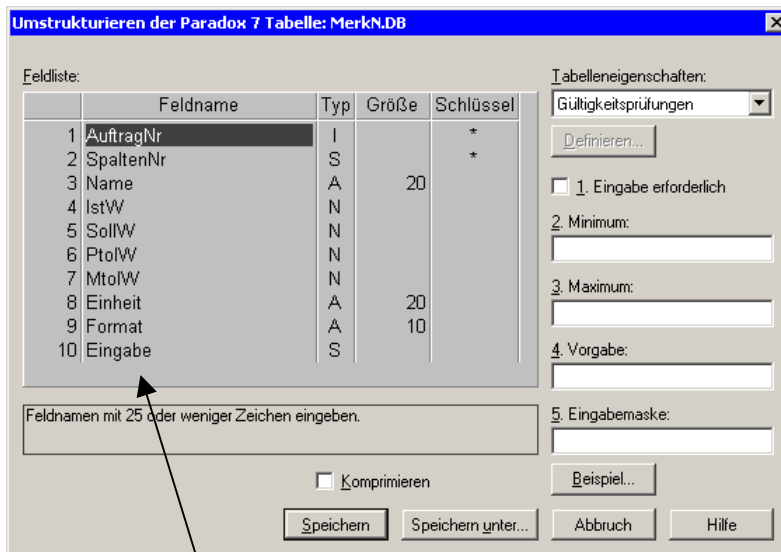 Umstrukturieren der Paradox 7 Tabelle: MerkN.DB
Feldliste:
Feldname Typ Größe Schlüssel
1 AuftragNr I *
2 SpaltenNr S *
3 Name A 20
4 IstW N
5 SollW N
6 PtolW N
7 MtolW N
8 Einheit A 20
9 Format A 10
10 Eingabe S
Feldnamen mit 25 oder weniger Zeichen eingeben.
Komprimieren
Speichern
Speichern unter...
Tabelleneigenschaften:
Gültigkeitsprüfungen
Definieren...
1. Eingabe erforderlich
2. Minimum:
3. Maximum:
4. Vorgabe:
5. Eingabemaske:
Beispiel...
Abbruch
Hilfe